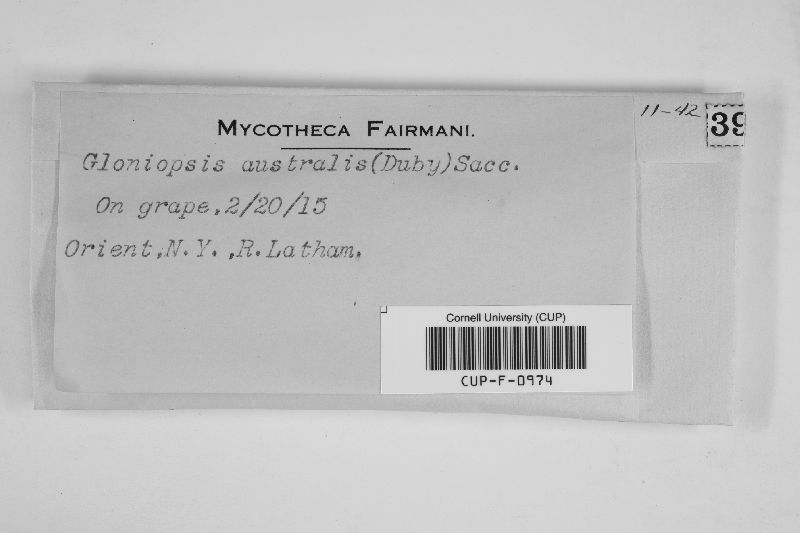 MYCOTHECA FAIRMANI.
11-42
39
Gloniopsis australis(Duby)Sacc.
On grape,2/20/15
Orient,N.Y.,R.Latham.
Cornell University (CUP)
CUP-F-0974